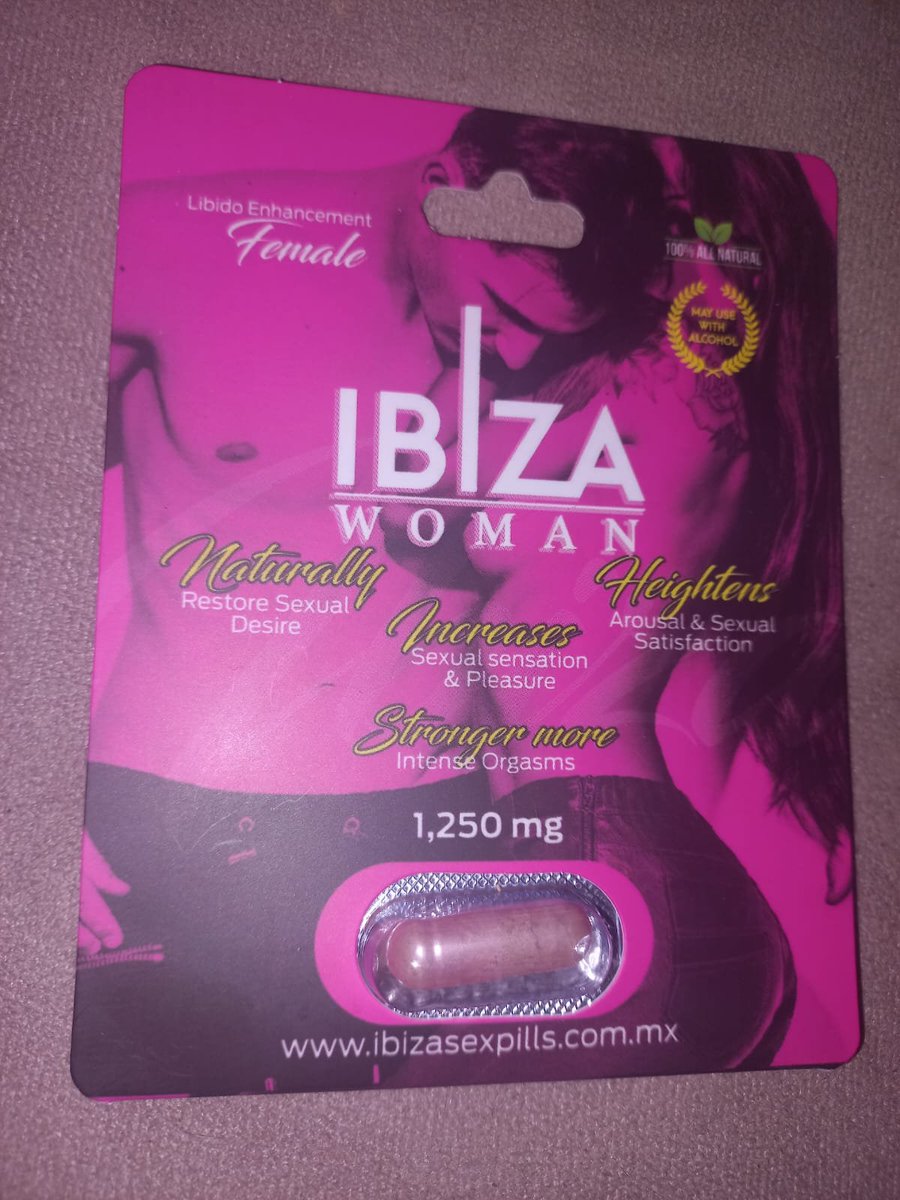 Libido Enhancement
Female
100% ALL NATURAL
MAY USE
WITH
ALCOHOL
IBIZA
WOMAN
Naturally
Restore Sexual
Desire
Increases
Sexual sensation
& Pleasure
Heightens
Arousal & Sexual
Satisfaction
Stronger more
Intense Orgasms
1,250 mg
www.ibizasexpills.com.mx